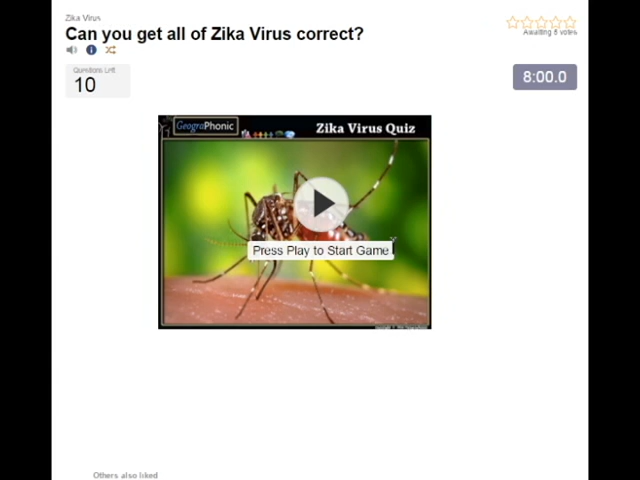 Zika Virus
Can you get all of Zika Virus correct?
Awaiting 5 votes
Questions Left
10
8:00.0
GeograPhonic
Zika Virus Quiz
Press Play to Start Game
Others also liked